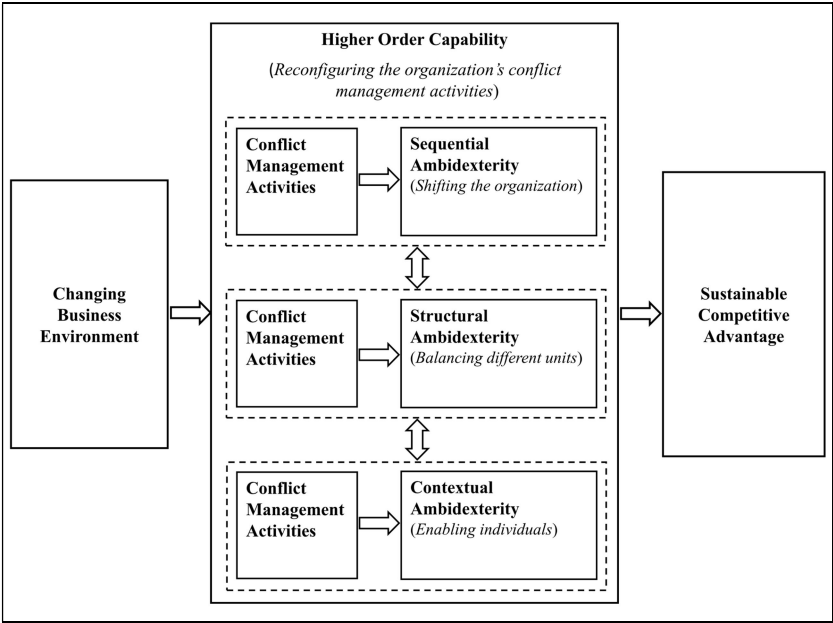 Higher Order Capability
(Reconfiguring the organization's conflict
management activities)
Conflict
Management
Activities
Sequential
Ambidexterity
(Shifting the organization)
Changing
Business
Environment
Conflict
Management
Activities
Structural
Ambidexterity
(Balancing different units)
Sustainable
Competitive
Advantage
Conflict
Management
Activities
Contextual
Ambidexterity
(Enabling individuals)